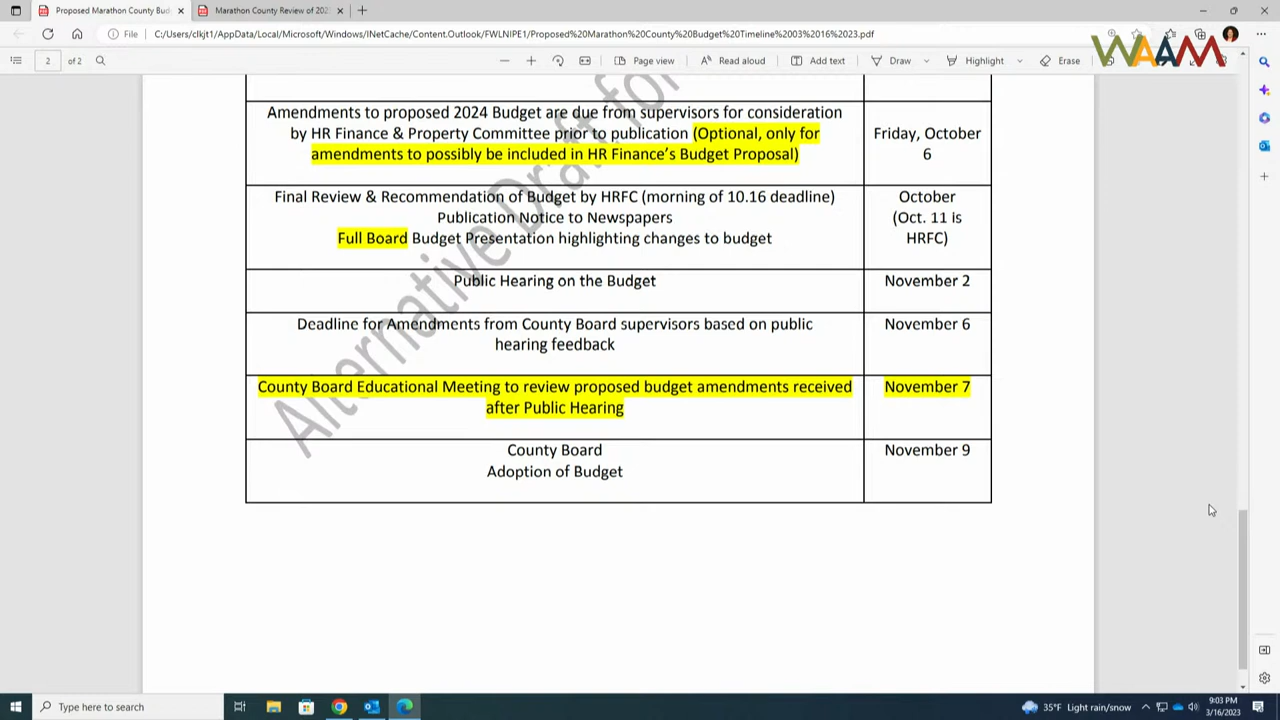 Proposed Marathon County Bud
Marathon County Review of 202
File
C:/Users/clkjt1/AppData/Local/Microsoft/Windows/INetCache/Content.Outlook/FWLNIPE1/Proposed%20Marathon%20County%20Budget%20Timeline%2003%2016%2023.pdf
WAAM
2
of 2
Page view
Read aloud
Add text
Draw
Highlight
Erase
Alternative Draft for
Amendments to proposed 2024 Budget are due from supervisors for consideration
by HR Finance & Property Committee prior to publication (Optional, only for
amendments to possibly be included in HR Finance's Budget Proposal)
Friday, October
6
Final Review & Recommendation of Budget by HRFC (morning of 10.16 deadline)
Publication Notice to Newspapers
Full Board Budget Presentation highlighting changes to budget
October
(Oct. 11 is
HRFC)
Public Hearing on the Budget
November 2
Deadline for Amendments from County Board supervisors based on public
hearing feedback
November 6
County Board Educational Meeting to review proposed budget amendments received
after Public Hearing
November 7
County Board
Adoption of Budget
November 9
Type here to search
35°F Light rain/snow
9:03 PM
3/16/2023